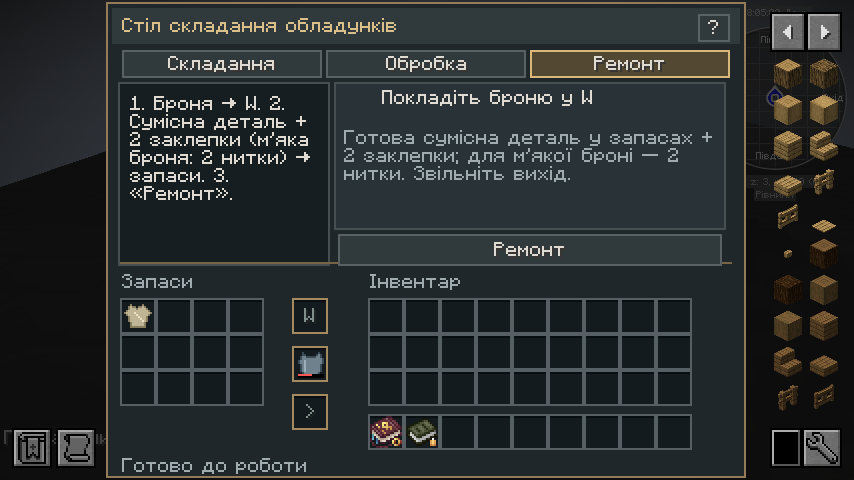 Стіл складання обладунків
?
Складання
Обробка
Ремонт
1. Броня → W. 2.
Сумісна деталь +
2 заклепки (м'яка
броня: 2 нитки) →
запаси. 3.
«Ремонт».
Покладіть броню у W
Готова сумісна деталь у запасах +
2 заклепки; для м'якої броні — 2
нитки. Звільніть вихід.
Ремонт
Запаси
Інвентар
W
>
Готово до роботи